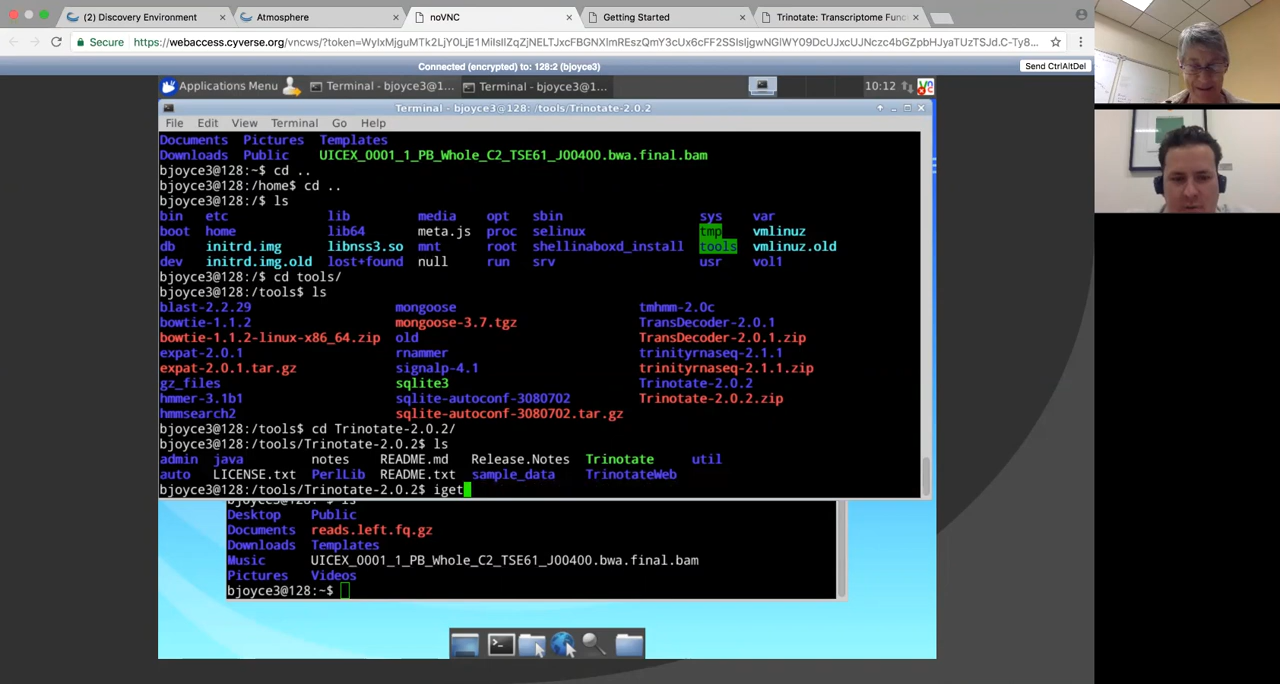 (2) Discovery Environment
Atmosphere
noVNC
Getting Started
Trinotate: Transcriptome Func
Secure https://webaccess.cyverse.org/vncws/?token=
Connected (encrypted) to: 128:2 (bjoyce3)
Send CtrlAltDel
Applications Menu
Terminal - bjoyce3@1...
Terminal - bjoyce3@1...
10:12
Terminal - bjoyce3@128: /tools/Trinotate-2.0.2
File Edit View Terminal Go Help
Documents Pictures Templates
Downloads Public UICEX_0001_1_PB_Whole_C2_TSE61_J00400.bwa.final.bam
bjoyce3@128:~$ cd ..
bjoyce3@128:/home$ cd ..
bjoyce3@128:/$ ls
bin etc lib media opt sbin sys var
boot home lib64 meta.js proc selinux tmp vmlinuz
db initrd.img libnss3.so mnt root shellinaboxd_install tools vmlinuz.old
dev initrd.img.old lost+found null run srv usr vol1
bjoyce3@128:/$ cd tools/
bjoyce3@128:/tools$ ls
blast-2.2.29 mongoose tmhmm-2.0c
bowtie-1.1.2 mongoose-3.7.tgz TransDecoder-2.0.1
bowtie-1.1.2-linux-x86_64.zip old TransDecoder-2.0.1.zip
expat-2.0.1 rnammer trinityrnaseq-2.1.1
expat-2.0.1.tar.gz signalp-4.1 trinityrnaseq-2.1.1.zip
gz_files sqlite3 Trinotate-2.0.2
hmmer-3.1b1 sqlite-autoconf-3080702 Trinotate-2.0.2.zip
hmmsearch2 sqlite-autoconf-3080702.tar.gz
bjoyce3@128:/tools$ cd Trinotate-2.0.2/
bjoyce3@128:/tools/Trinotate-2.0.2$ ls
admin java notes README.md Release.Notes Trinotate util
auto LICENSE.txt PerlLib README.txt sample_data TrinotateWeb
bjoyce3@128:/tools/Trinotate-2.0.2$ iget
Desktop Public
Documents reads.left.fq.gz
Downloads Templates
Music UICEX_0001_1_PB_Whole_C2_TSE61_J00400.bwa.final.bam
Pictures Videos
bjoyce3@128:~$